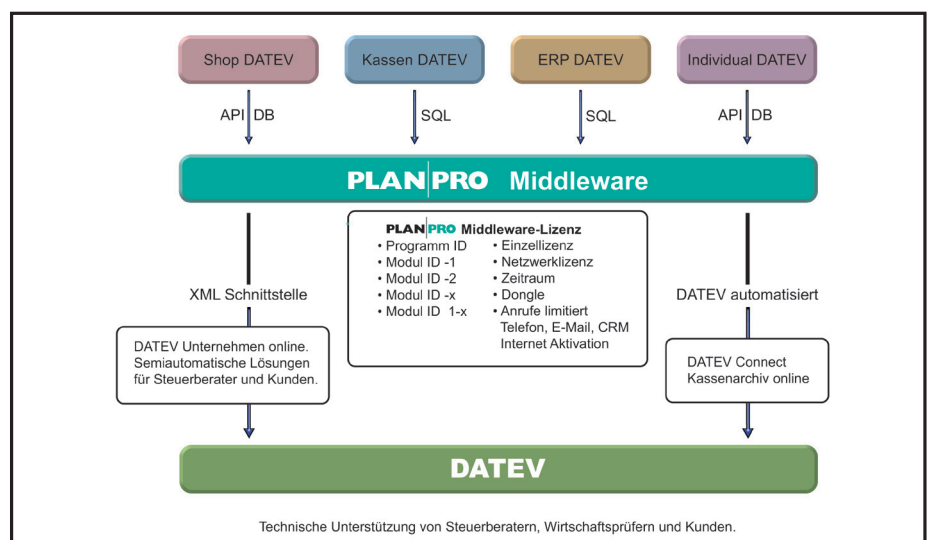 Shop DATEV
Kassen DATEV
ERP DATEV
Individual DATEV
API DB
SQL
SQL
API DB
PLAN PRO Middleware
PLAN PRO Middleware-Lizenz
• Programm ID
• Modul ID -1
• Modul ID -2
• Modul ID -x
• Modul ID 1-x
• Einzellizenz
• Netzwerklizenz
• Zeitraum
• Dongle
• Anrufe limitiert
Telefon, E-Mail, CRM
Internet Aktivation
XML Schnittstelle
DATEV Unternehmen online.
Semiautomatische Lösungen
für Steuerberater und Kunden.
DATEV automatisiert
DATEV Connect
Kassenarchiv online
DATEV
Technische Unterstützung von Steuerberatern, Wirtschaftsprüfern und Kunden.